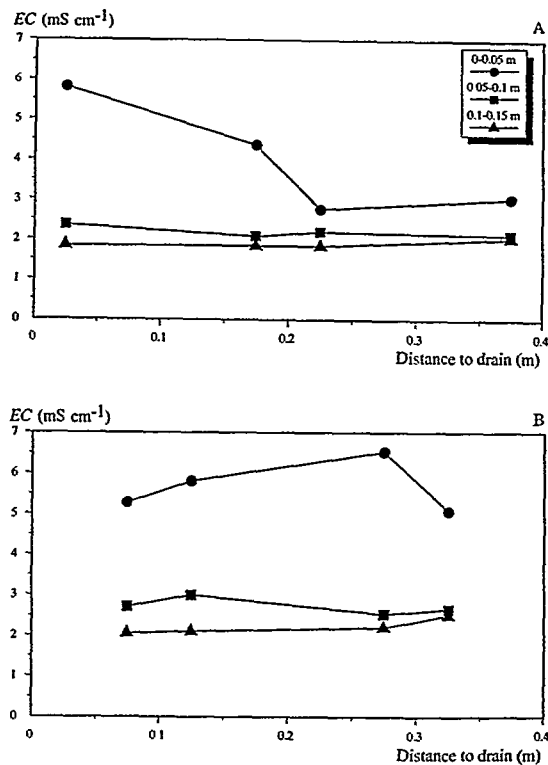 EC (mS cm⁻¹)
A
7
0-0.05 m
0 05-0.1 m
0.1-0.15 m
6
5
4
3
2
1
0
0 0.1 0.2 0.3 0.4
Distance to drain (m)
EC (mS cm⁻¹)
B
7
6
5
4
3
2
1
0
0 0 1 0.2 0.3 0.4
Distance to drain (m)